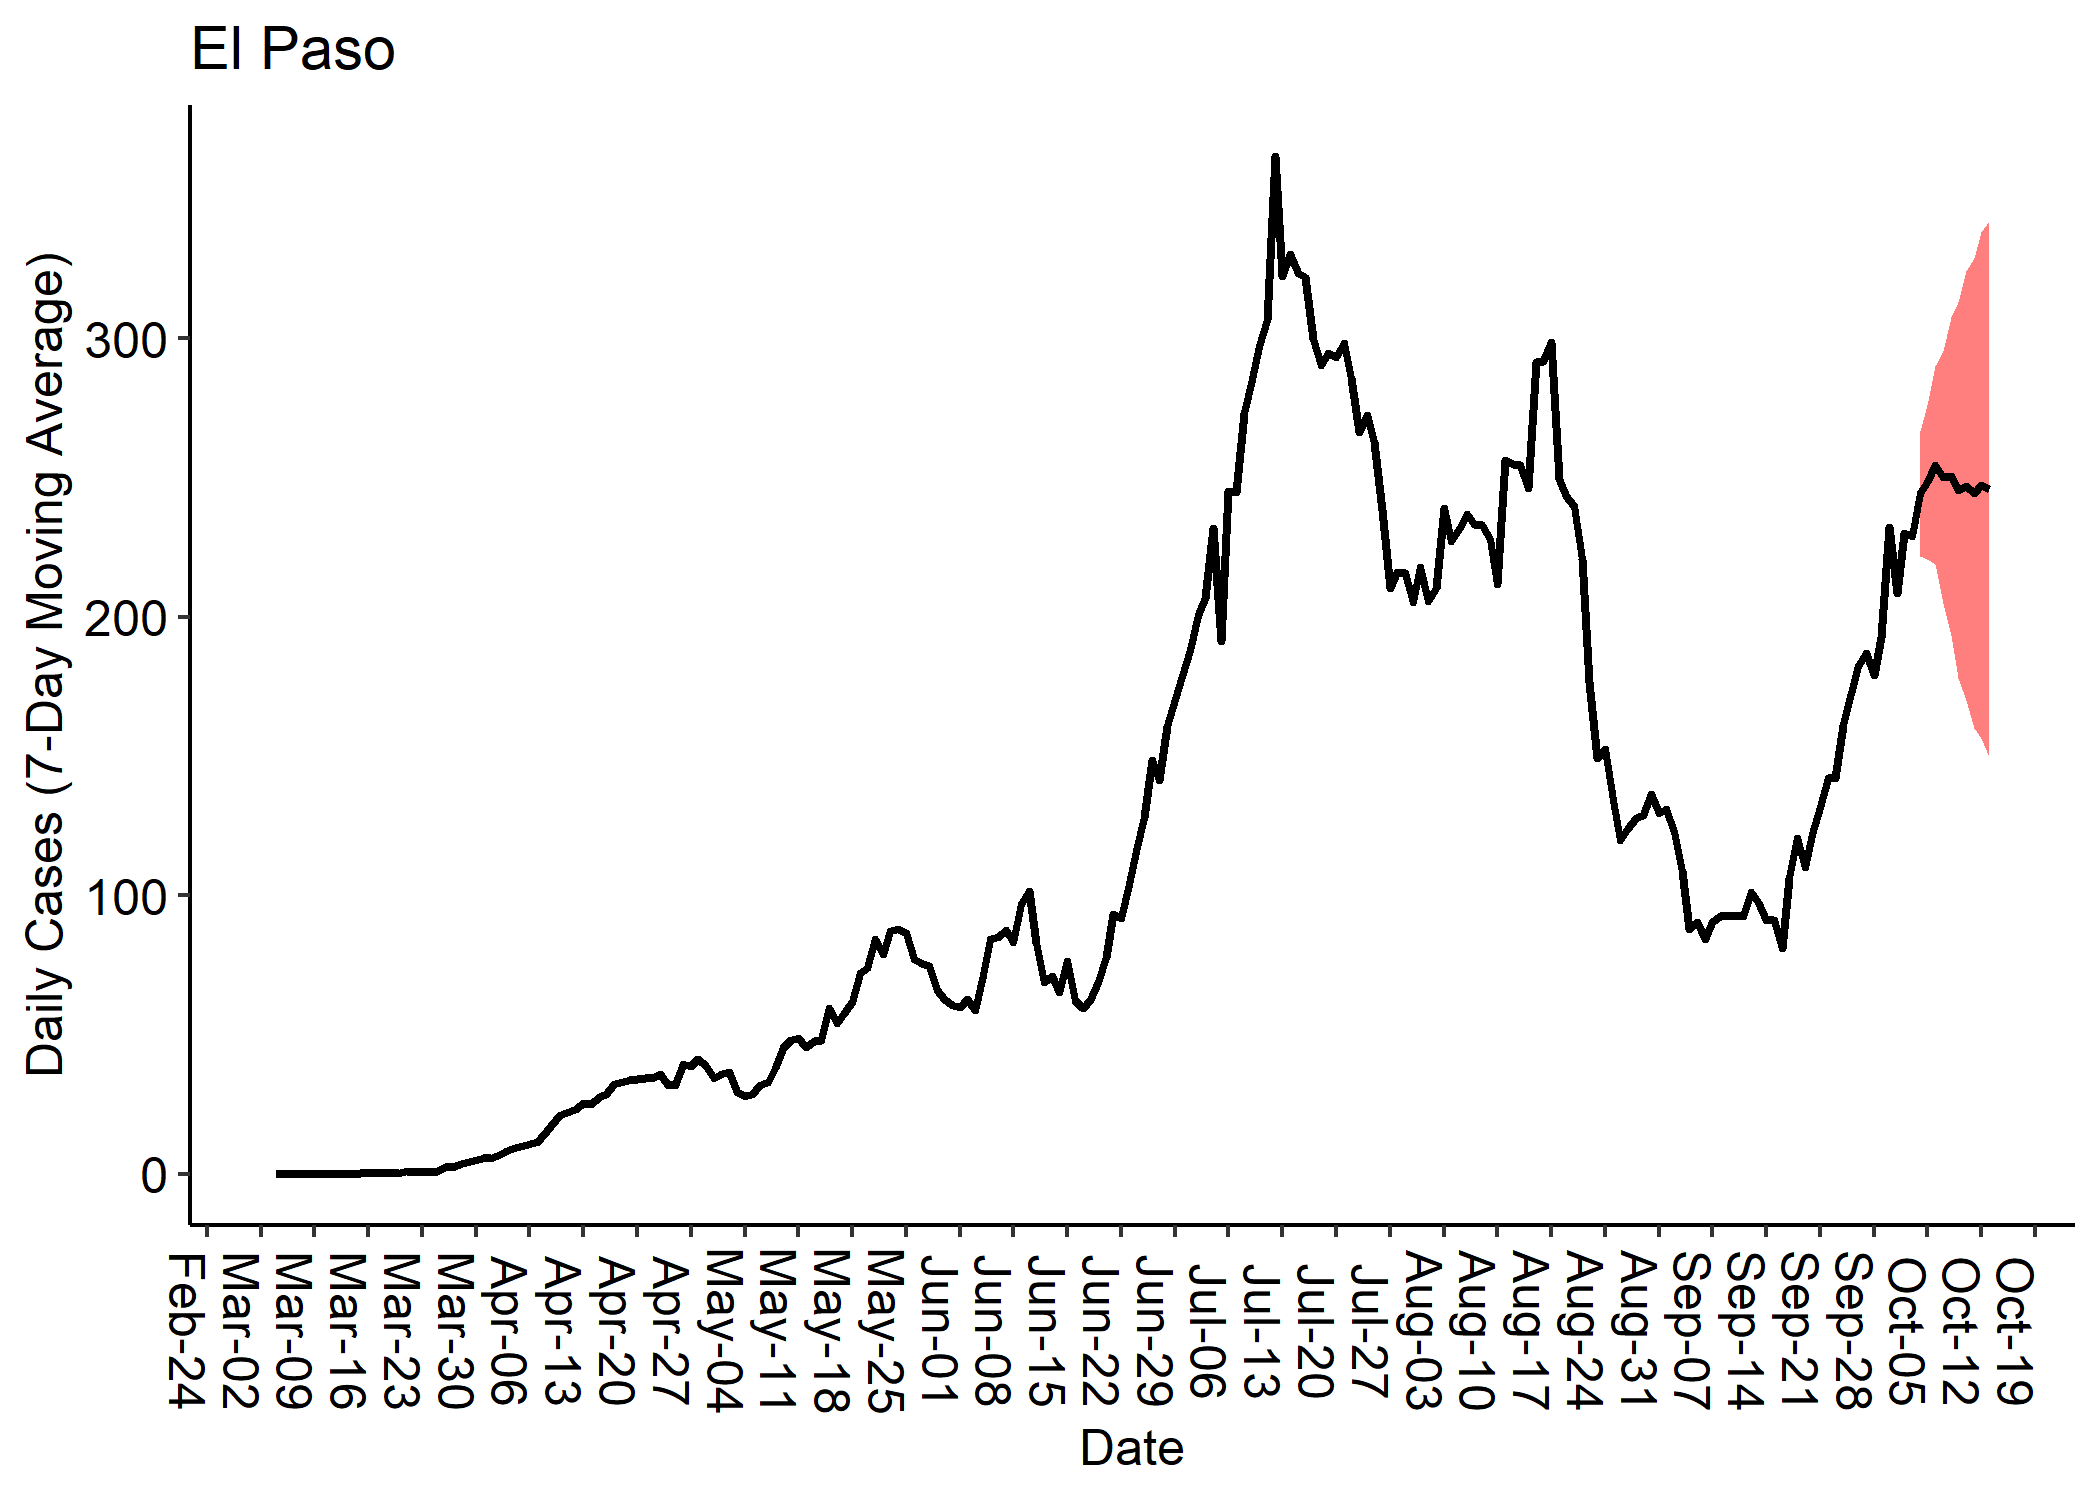 El Paso
Daily Cases (7-Day Moving Average)
300
200
100
0
Feb-24
Mar-02
Mar-09
Mar-16
Mar-23
Mar-30
Apr-06
Apr-13
Apr-20
Apr-27
May-04
May-11
May-18
May-25
Jun-01
Jun-08
Jun-15
Jun-22
Jun-29
Jul-06
Jul-13
Jul-20
Jul-27
Aug-03
Aug-10
Aug-17
Aug-24
Aug-31
Sep-07
Sep-14
Sep-21
Sep-28
Oct-05
Oct-12
Oct-19
Date